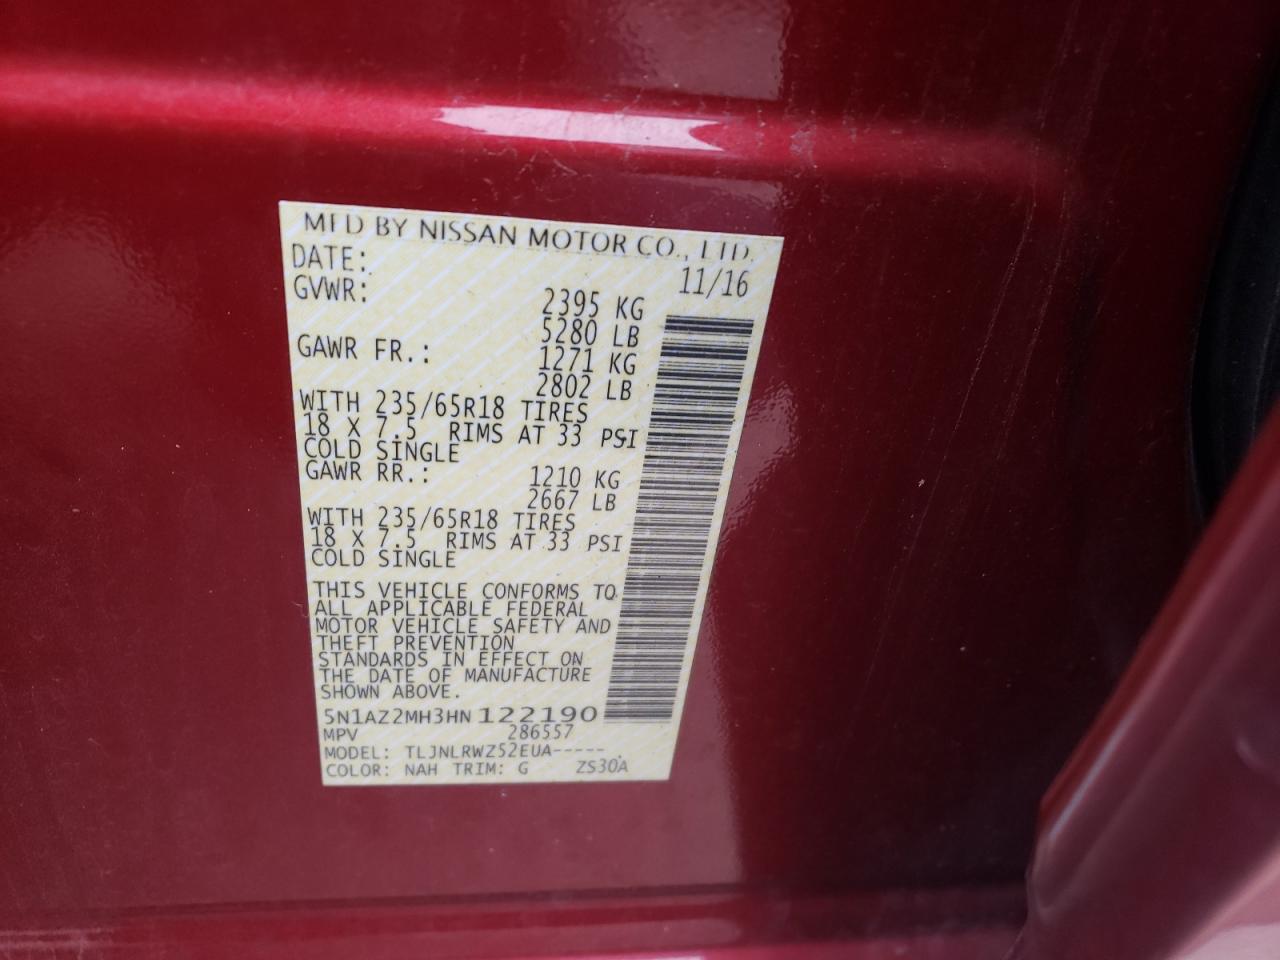 MFD BY NISSAN MOTOR CO., LTD.
DATE: 11/16
GVWR: 2395 KG
5280 LB
GAWR FR.: 1271 KG
2802 LB
WITH 235/65R18 TIRES
18 X 7.5 RIMS AT 33 PSI
COLD SINGLE
GAWR RR.: 1210 KG
2667 LB
WITH 235/65R18 TIRES
18 X 7.5 RIMS AT 33 PSI
COLD SINGLE
THIS VEHICLE CONFORMS TO
ALL APPLICABLE FEDERAL
MOTOR VEHICLE SAFETY AND
THEFT PREVENTION
STANDARDS IN EFFECT ON
THE DATE OF MANUFACTURE
SHOWN ABOVE.
5N1AZ2MH3HN122190
MPV 286557
MODEL: TLJNLRWZ52EUA-----
COLOR: NAH TRIM: G ZS30A